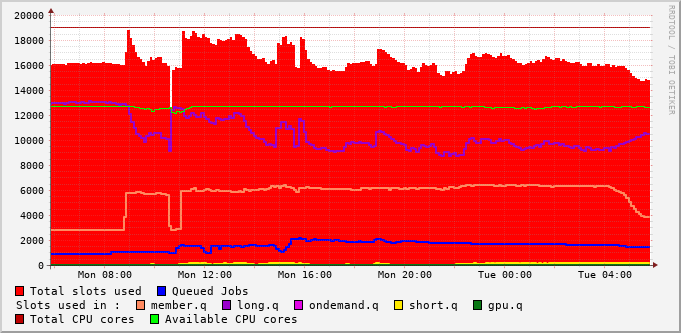 20000
18000
16000
14000
12000
10000
8000
6000
4000
2000
0
Mon 08:00 Mon 12:00 Mon 16:00 Mon 20:00 Tue 00:00 Tue 04:00
RRDTOOL / TOBI OETIKER
Total slots used Queued Jobs
Slots used in : member.q long.q ondemand.q short.q gpu.q
Total CPU cores Available CPU cores